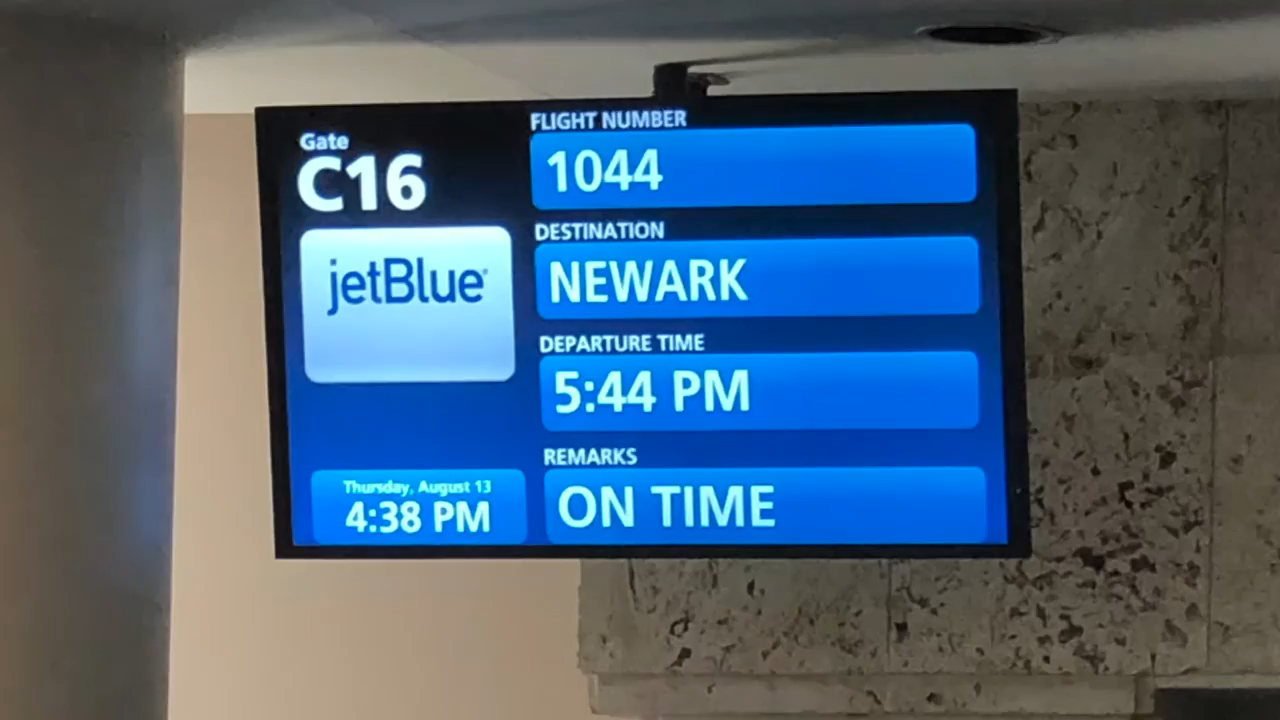 Gate
C16
jetBlue
Thursday, August 13
4:38 PM
FLIGHT NUMBER
1044
DESTINATION
NEWARK
DEPARTURE TIME
5:44 PM
REMARKS
ON TIME